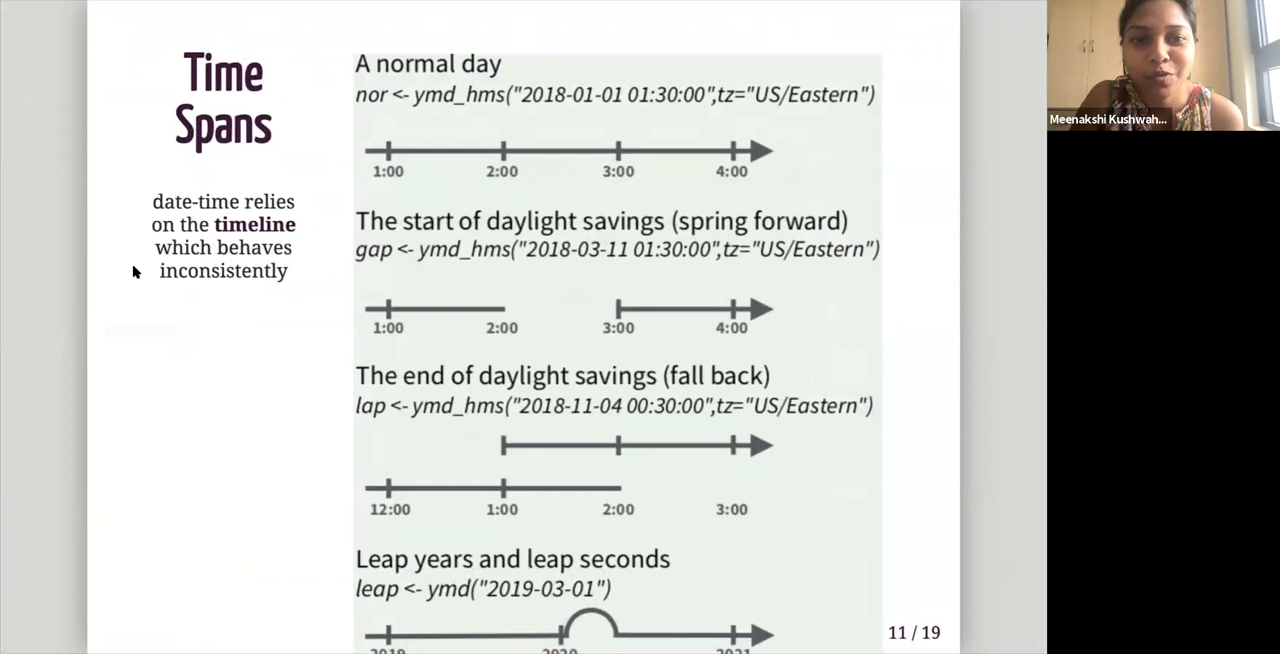 Time
Spans
date-time relies
on the timeline
which behaves
inconsistently
A normal day
nor <- ymd_hms("2018-01-01 01:30:00",tz="US/Eastern")
1:00 2:00 3:00 4:00
The start of daylight savings (spring forward)
gap <- ymd_hms("2018-03-11 01:30:00",tz="US/Eastern")
1:00 2:00 3:00 4:00
The end of daylight savings (fall back)
lap <- ymd_hms("2018-11-04 00:30:00",tz="US/Eastern")
12:00 1:00 2:00 3:00
Leap years and leap seconds
leap <- ymd("2019-03-01")
2019 2020 2021
11 / 19
Meenakshi Kushwah...